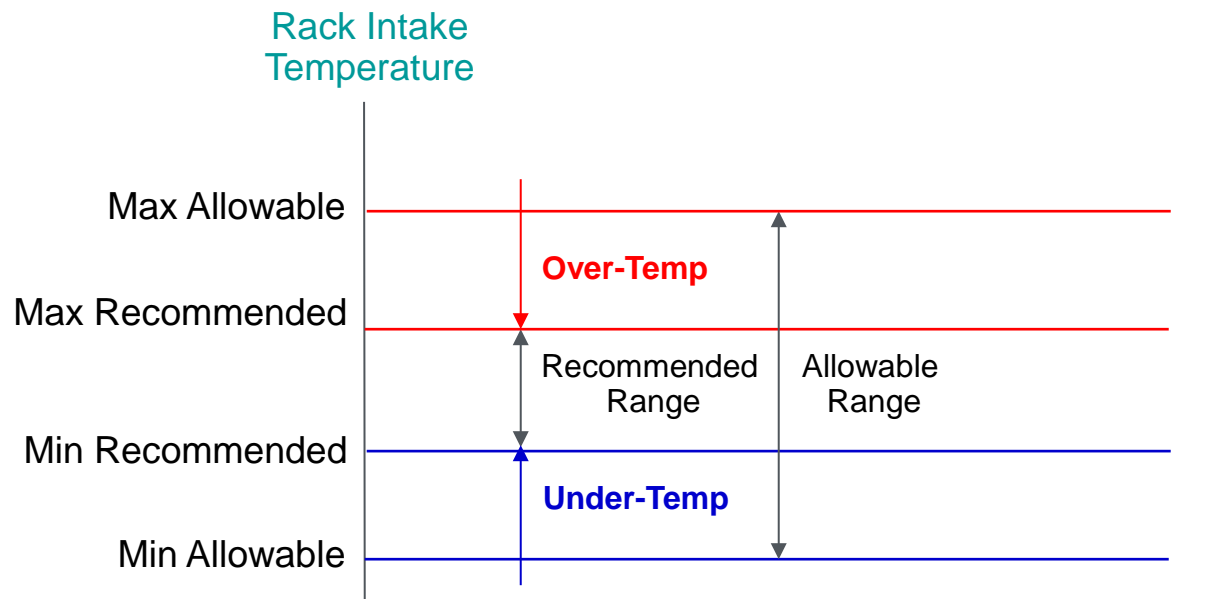 Rack Intake
Temperature
Max Allowable
Over-Temp
Max Recommended
Recommended
Range
Allowable
Range
Min Recommended
Under-Temp
Min Allowable